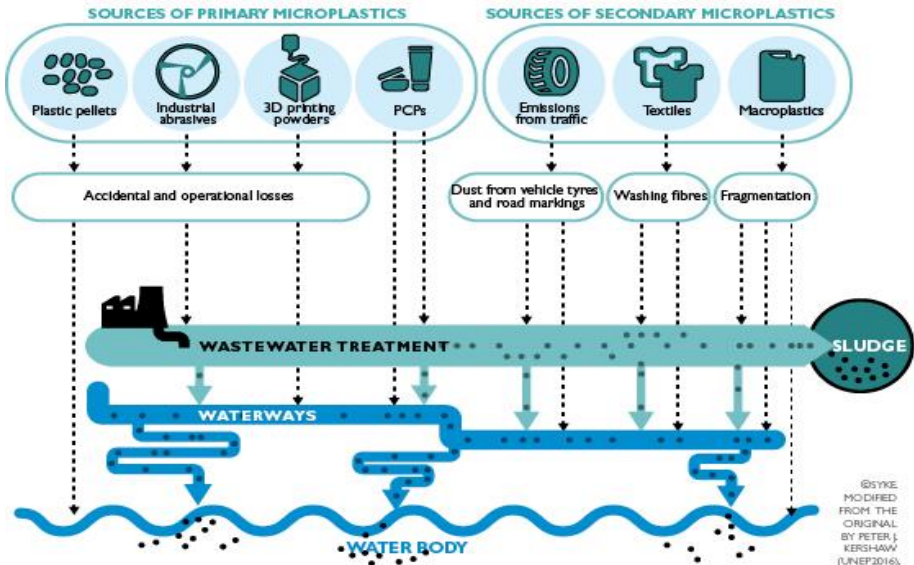 SOURCES OF PRIMARY MICROPLASTICS
SOURCES OF SECONDARY MICROPLASTICS
Plastic pellets
Industrial
abrasives
3D printing
powders
PCPs
Emissions
from traffic
Textiles
Macroplastics
Accidental and operational losses
Dust from vehicle tyres
and road markings
Washing fibres
Fragmentation
WASTEWATER TREATMENT
SLUDGE
WATERWAYS
WATER BODY
©SYKE
MODIFIED
FROM THE
ORIGINAL
BY PETER J.
KERSHAW
(UNEP2016).